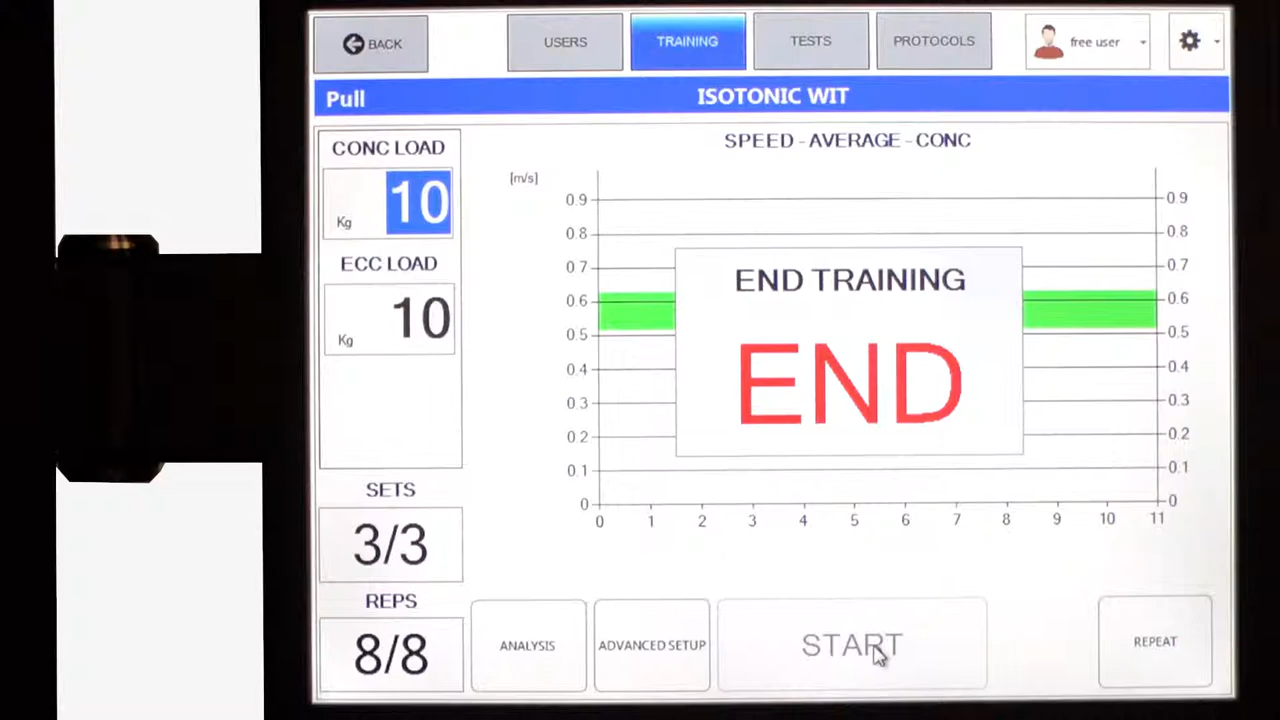 BACK
USERS
TRAINING
TESTS
PROTOCOLS
free user
Pull
ISOTONIC WIT
CONC LOAD
Kg 10
ECC LOAD
Kg 10
SETS
3/3
REPS
8/8
SPEED - AVERAGE - CONC
[m/s]
0.9 0.9
0.8 0.8
0.7 0.7
0.6 0.6
0.5 0.5
0.4 0.4
0.3 0.3
0.2 0.2
0.1 0.1
0 0
0 1 2 3 4 5 6 7 8 9 10 11
END TRAINING
END
ANALYSIS
ADVANCED SETUP
START
REPEAT